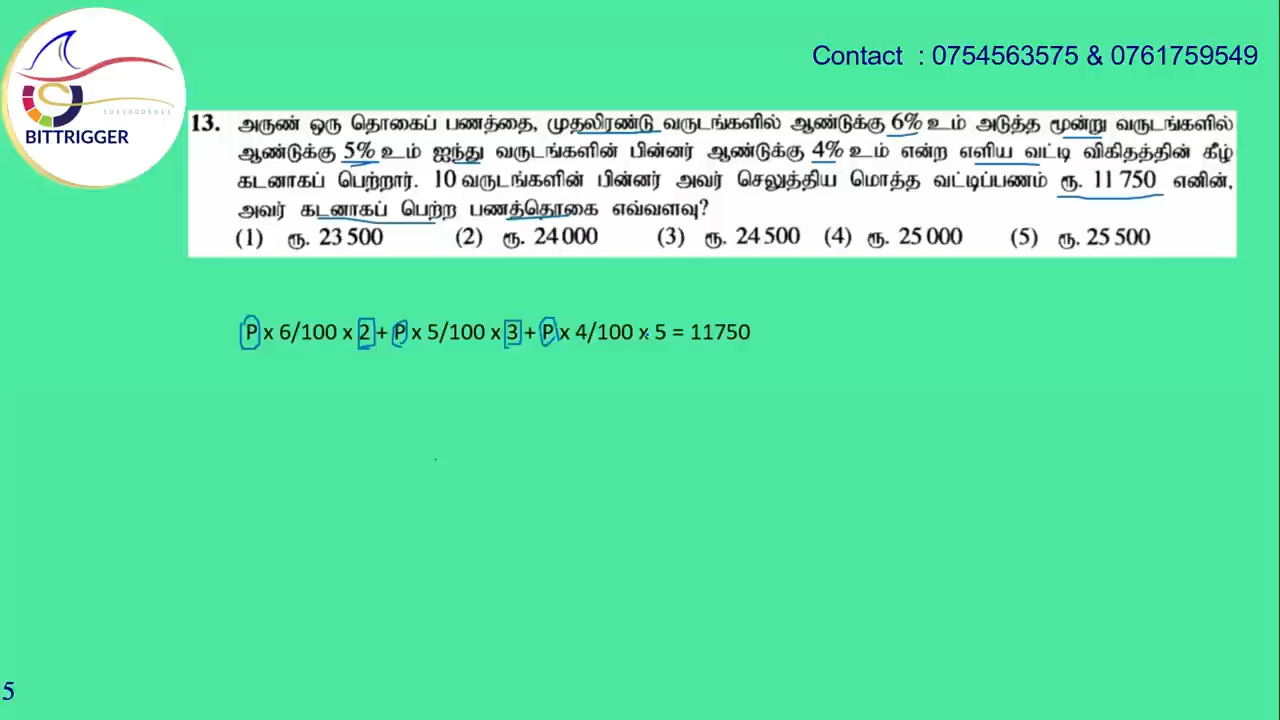 Contact : 0754563575 & 0761759549
BITTRIGGER
13. அருண் ஒரு தொகைப் பணத்தை, முதலிரண்டு வருடங்களில் ஆண்டுக்கு 6% உம் அடுத்த மூன்று வருடங்களில்
ஆண்டுக்கு 5% உம் ஐந்து வருடங்களின் பின்னர் ஆண்டுக்கு 4% உம் என்ற எளிய வட்டி விகிதத்தின் கீழ்
கடனாகப் பெற்றார். 10 வருடங்களின் பின்னர் அவர் செலுத்திய மொத்த வட்டிப்பணம் ரூ. 11 750 எனின்,
அவர் கடனாகப் பெற்ற பணத்தொகை எவ்வளவு?
(1) ரூ. 23 500 (2) ரூ. 24 000 (3) ரூ. 24 500 (4) ரூ. 25 000 (5) ரூ. 25 500
P x 6/100 x 2 + P x 5/100 x 3 + P x 4/100 x 5 = 11750
5